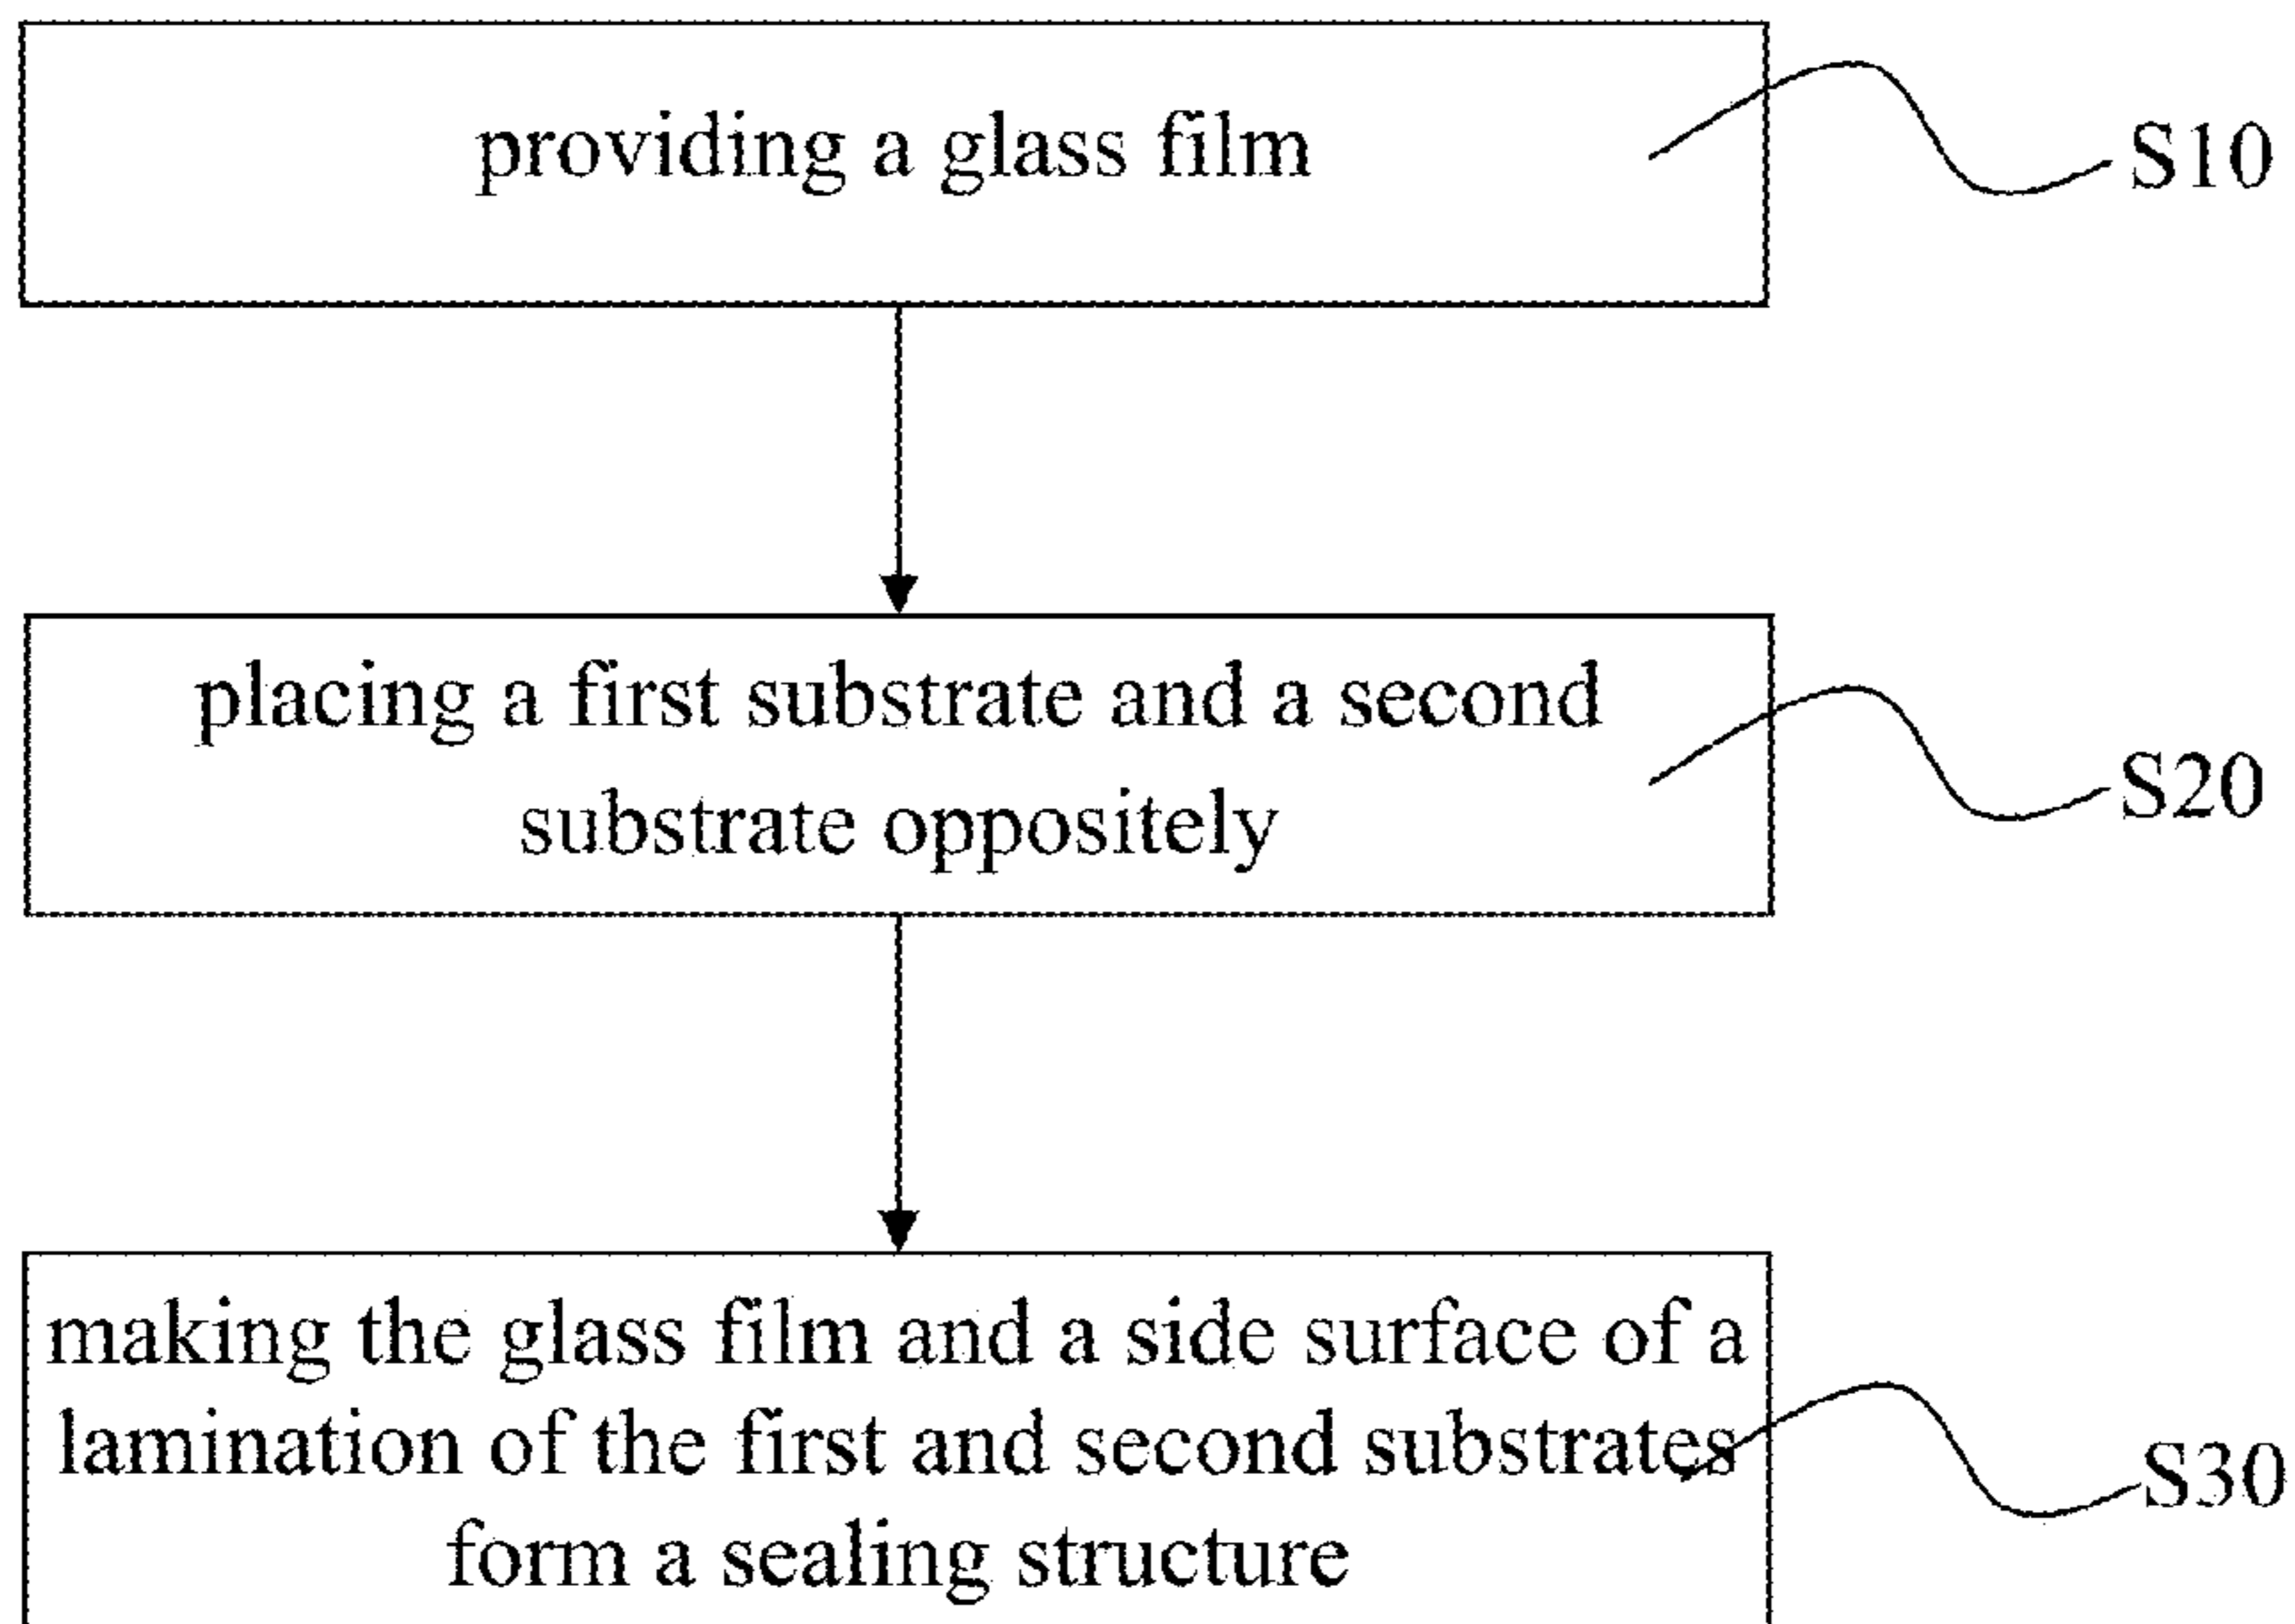 providing a glass film
S10
placing a first substrate and a second
substrate oppositely
S20
making the glass film and a side surface of a
lamination of the first and second substrates
form a sealing structure
S30